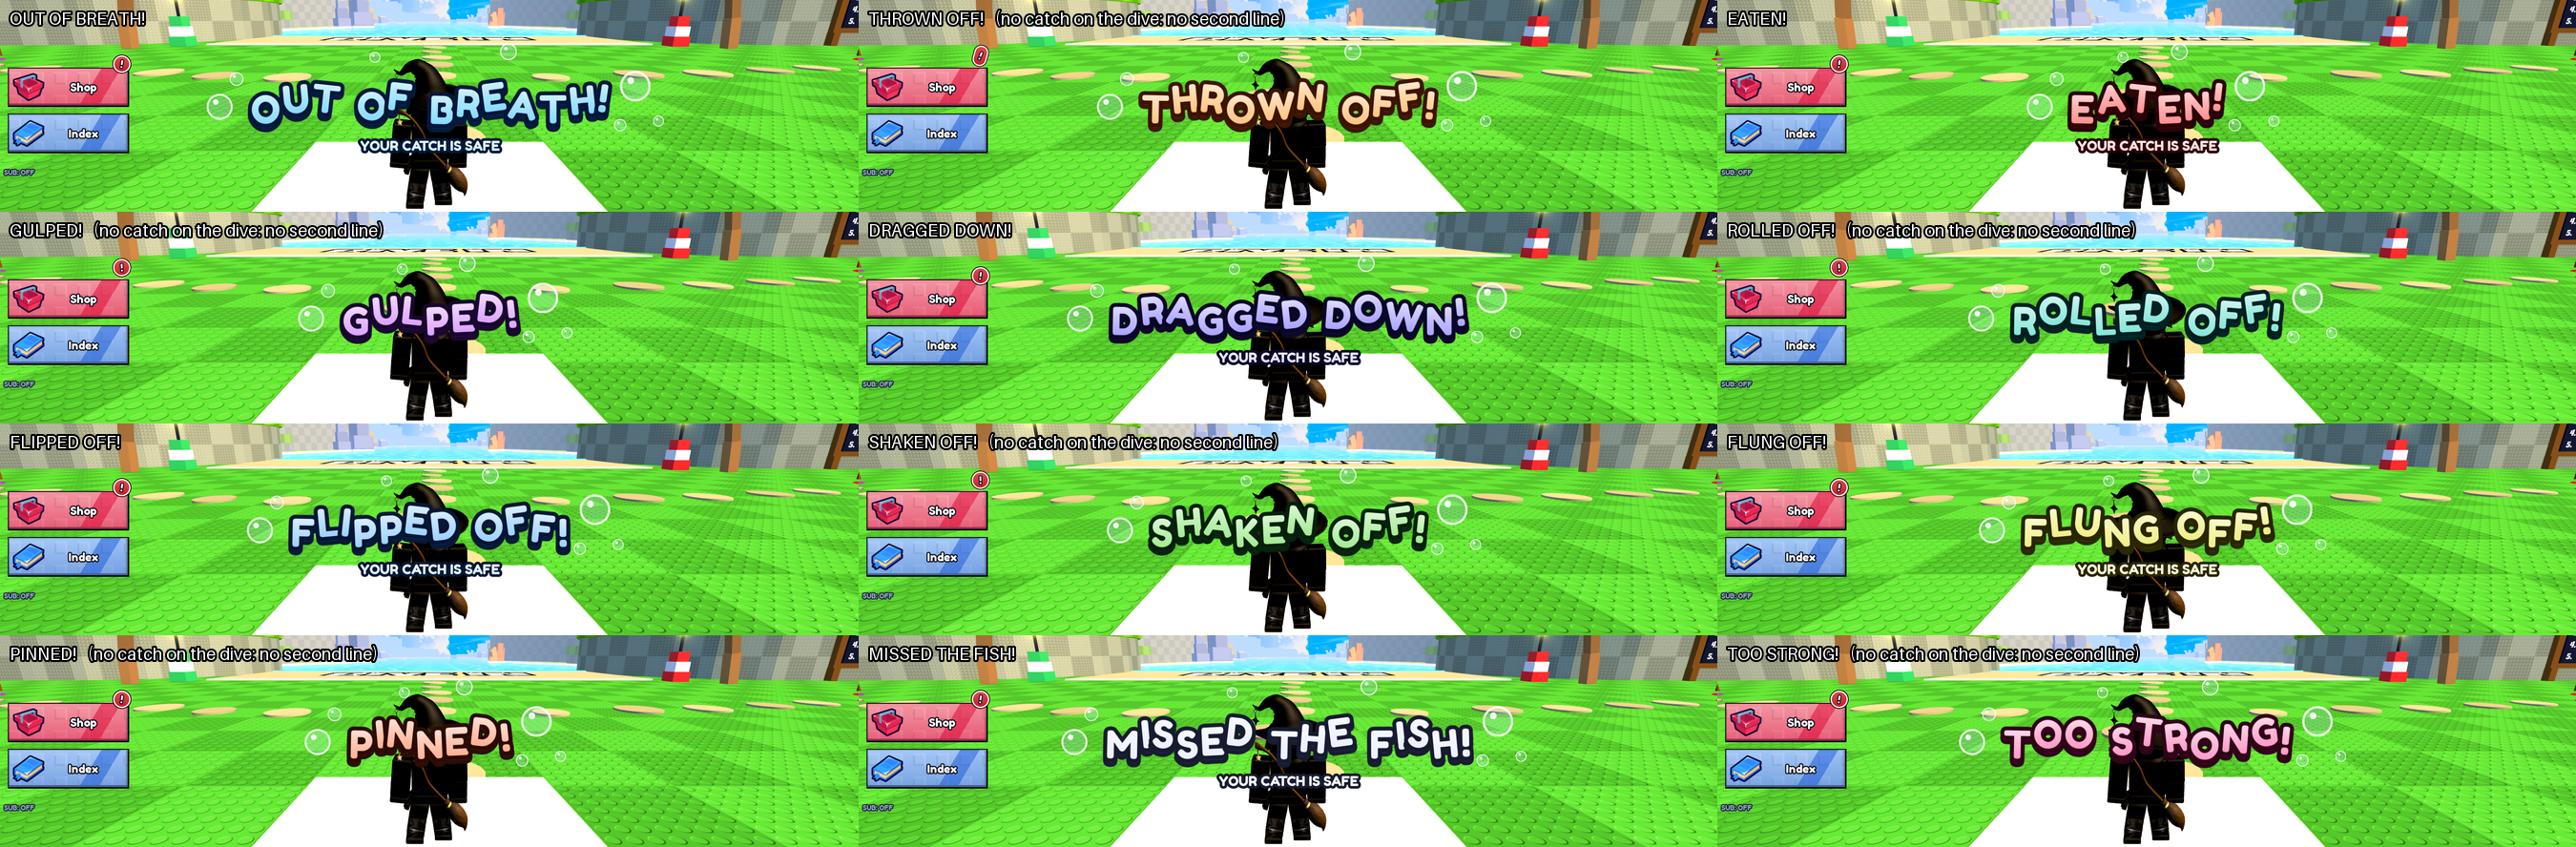 OUT OF BREATH!
Shop
OUT OF BREATH!
Index
YOUR CATCH IS SAFE
SUB: OFF
THROWN OFF! (no catch on the dive: no second line)
Shop
THROWN OFF!
Index
SUB: OFF
EATEN!
Shop
EATEN!
Index
YOUR CATCH IS SAFE
SUB: OFF
GULPED! (no catch on the dive: no second line)
Shop
GULPED!
Index
SUB: OFF
DRAGGED DOWN!
Shop
DRAGGED DOWN!
Index
YOUR CATCH IS SAFE
SUB: OFF
ROLLED OFF! (no catch on the dive: no second line)
Shop
ROLLED OFF!
Index
SUB: OFF
FLIPPED OFF!
Shop
FLIPPED OFF!
Index
YOUR CATCH IS SAFE
SUB: OFF
SHAKEN OFF! (no catch on the dive: no second line)
Shop
SHAKEN OFF!
Index
SUB: OFF
FLUNG OFF!
Shop
FLUNG OFF!
Index
YOUR CATCH IS SAFE
SUB: OFF
PINNED! (no catch on the dive: no second line)
Shop
PINNED!
Index
SUB: OFF
MISSED THE FISH!
Shop
MISSED THE FISH!
Index
YOUR CATCH IS SAFE
SUB: OFF
TOO STRONG! (no catch on the dive: no second line)
Shop
TOO STRONG!
Index
SUB: OFF